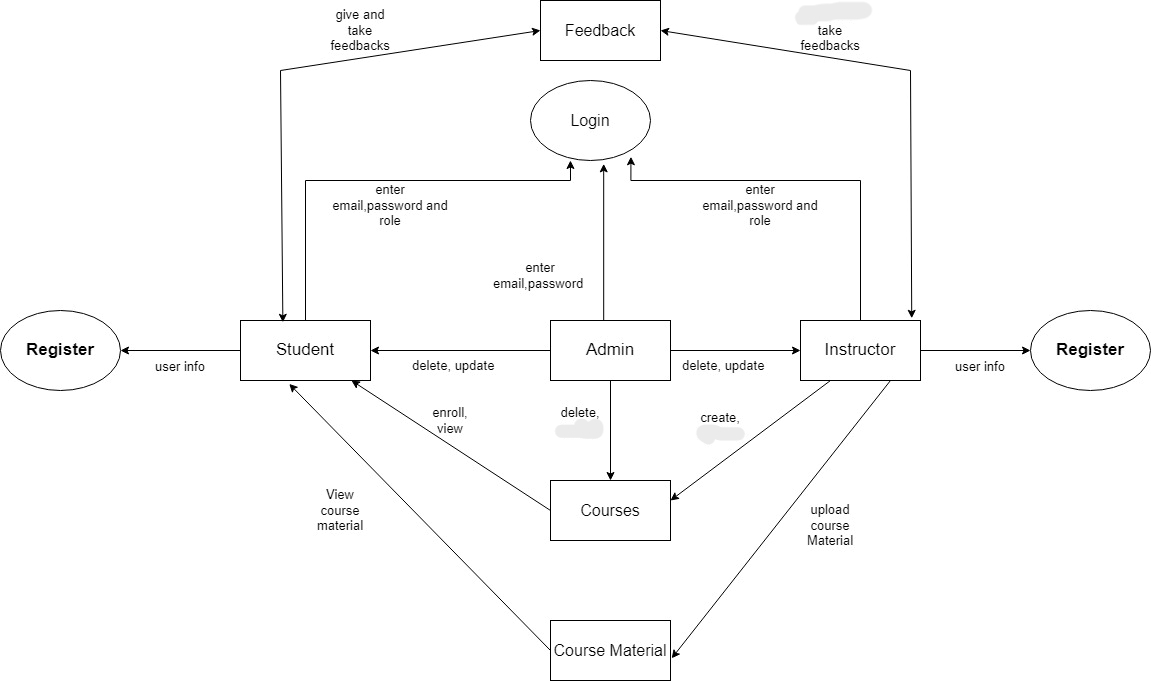 give and
take
feedbacks
Feedback
take
feedbacks
Login
enter
email,password and
role
enter
email,password and
role
enter
email,password
Register
user info
Student
delete, update
Admin
delete, update
Instructor
user info
Register
enroll,
view
delete,
create,
View
course
material
Courses
upload
course
Material
Course Material